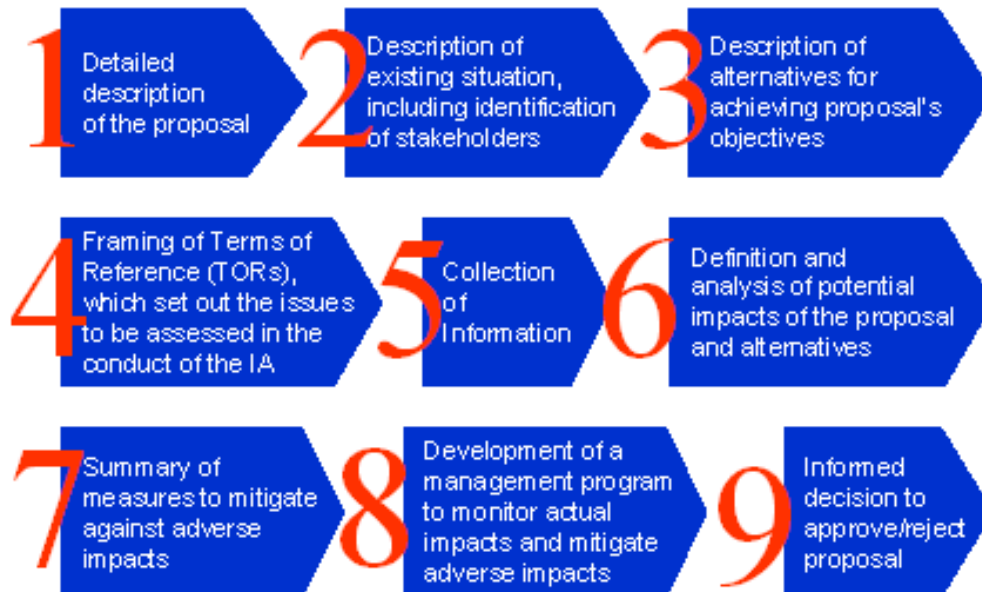 1
Detailed
description
of the proposal
2
Description of
existing situation,
including identification
of stakeholders
3
Description of
alternatives for
achieving proposal's
objectives
4
Framing of Terms of
Reference (TORs),
which set out the issues
to be assessed in the
conduct of the IA
5
Collection
of
Information
6
Definition and
analysis of potential
impacts of the proposal
and alternatives
7
Summary of
measures to mitigate
against adverse
impacts
8
Development of a
management program
to monitor actual
impacts and mitigate
adverse impacts
9
Informed
decision to
approve/reject
proposal